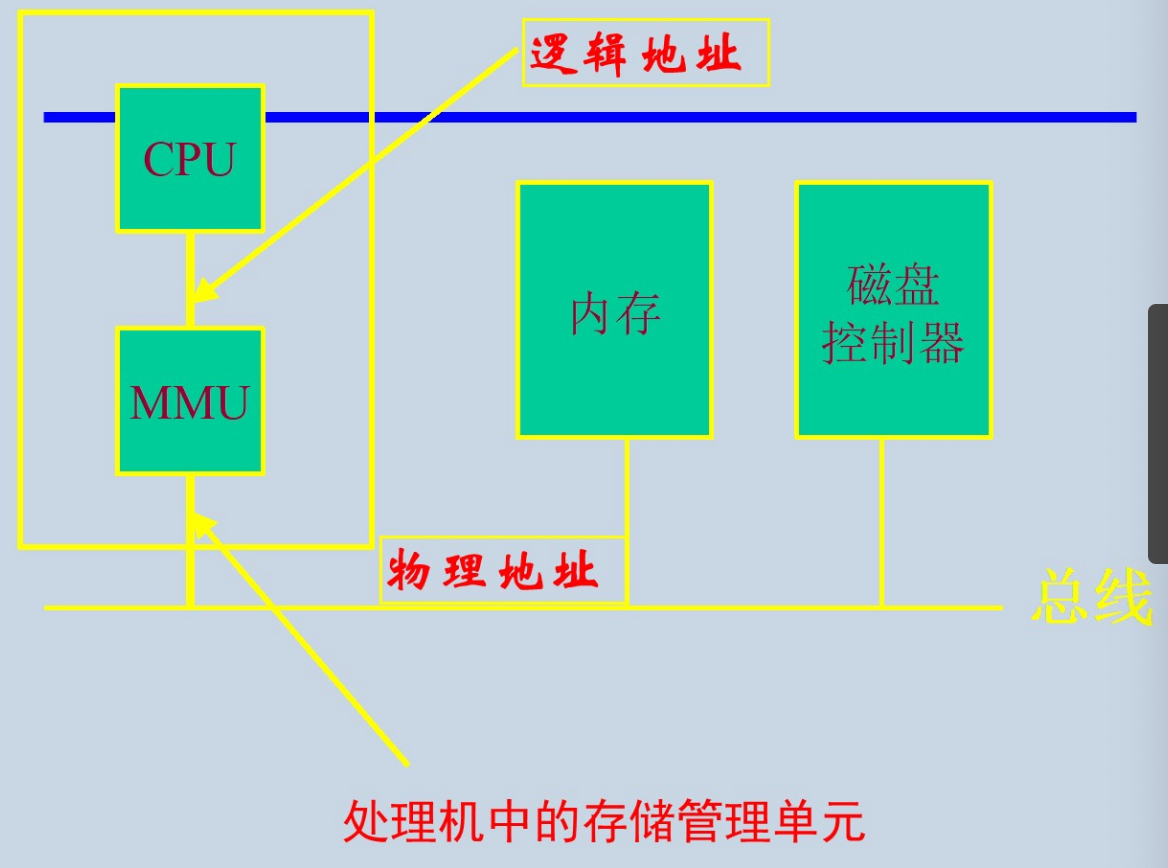 逻辑地址
CPU
内存
磁盘
控制器
MMU
物理地址
总线
处理机中的存储管理单元